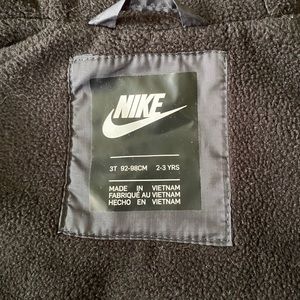 NIKE
3T 92-98CM 2-3 YRS
MADE IN VIETNAM
FABRIQUÉ AU VIETNAM
HECHO EN VIETNAM